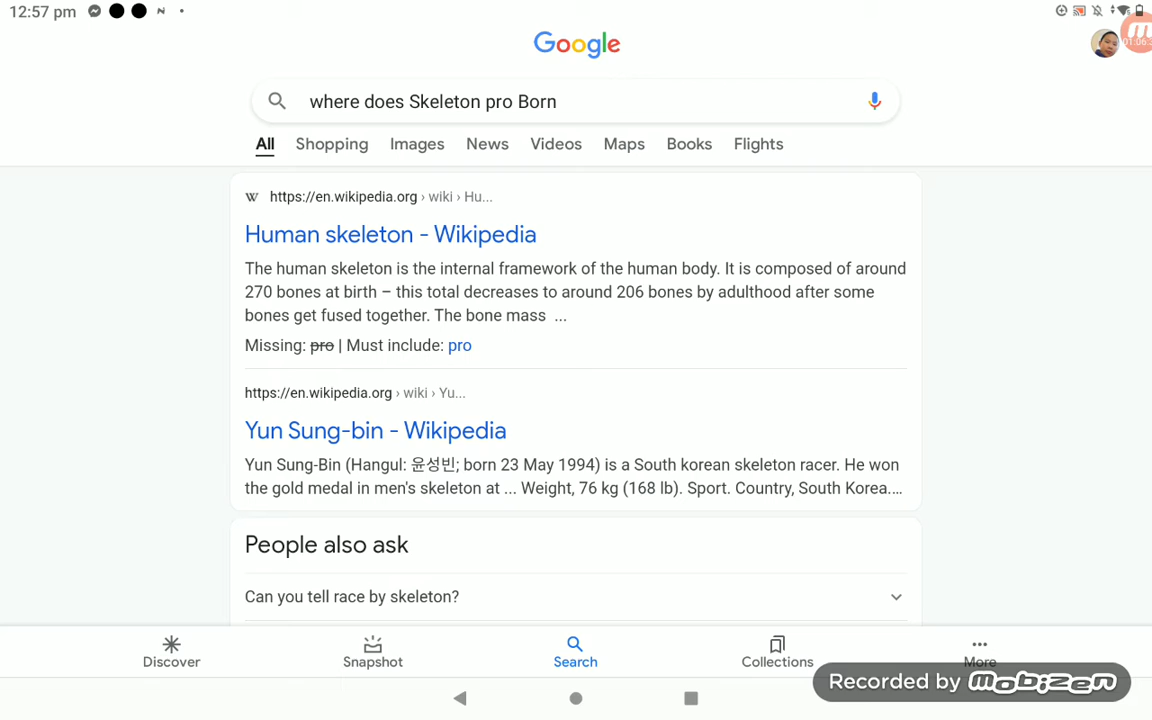 12:57 pm
01:06:3
Google
where does Skeleton pro Born
All Shopping Images News Videos Maps Books Flights
W https://en.wikipedia.org › wiki › Hu...
Human skeleton - Wikipedia
The human skeleton is the internal framework of the human body. It is composed of around
270 bones at birth – this total decreases to around 206 bones by adulthood after some
bones get fused together. The bone mass ...
Missing: pro | Must include: pro
https://en.wikipedia.org › wiki › Yu...
Yun Sung-bin - Wikipedia
Yun Sung-Bin (Hangul: 윤성빈; born 23 May 1994) is a South korean skeleton racer. He won
the gold medal in men's skeleton at ... Weight, 76 kg (168 lb). Sport. Country, South Korea....
People also ask
Can you tell race by skeleton?
Discover Snapshot Search Collections More
Recorded by mobizen